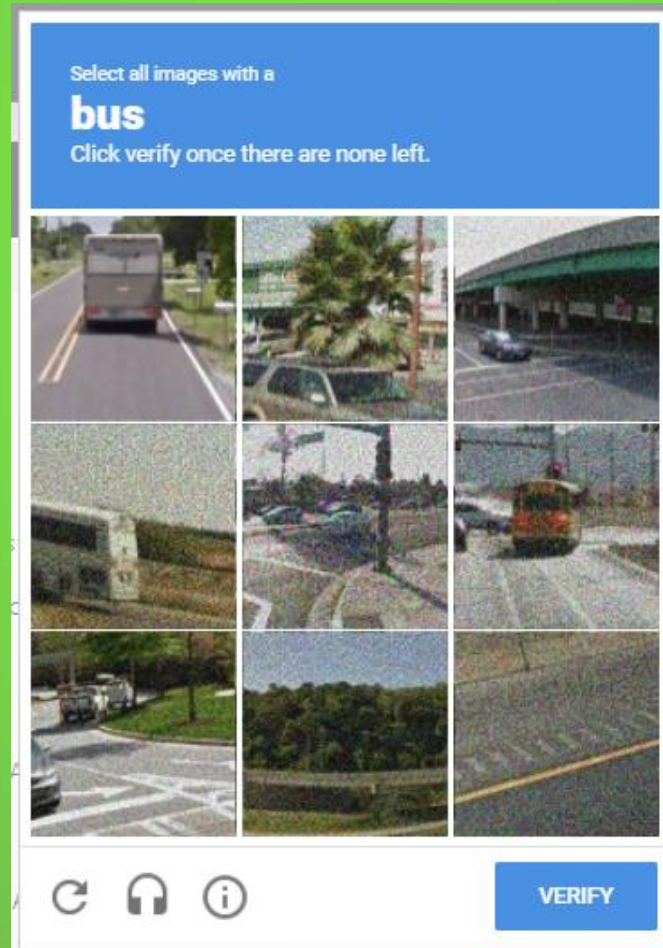 Select all images with a
bus
Click verify once there are none left.
VERIFY